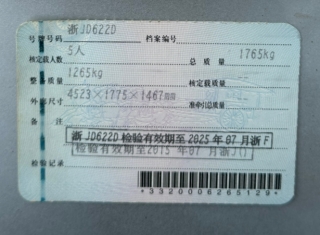 号牌号码 浙JD622D 档案编号
核定载人数 5人 总质量 1765kg
整备质量 1265kg 核定载质量 --
外廓尺寸 4523×1775×1467mm 准牵引总质量 --
备注
浙JD622D 检验有效期至2025年07月浙F
检验有效期至2015年07月浙J()
检验记录
*3320006265129*